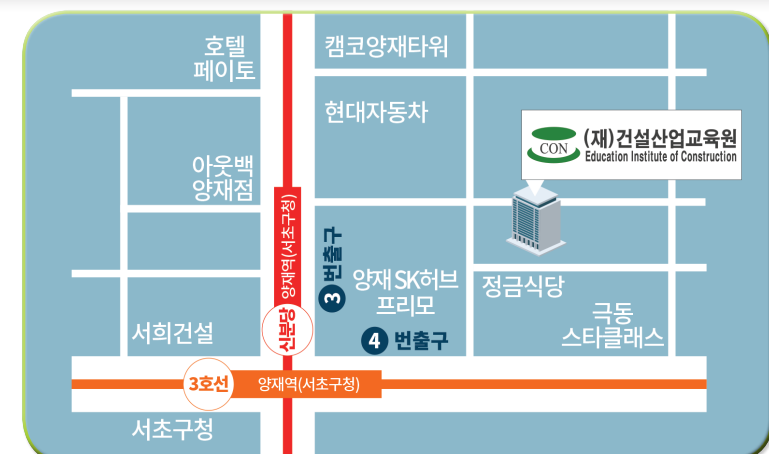 호텔
페이토
캠코양재타워
현대자동차
CON
(재)건설산업교육원
Education Institute of Construction
아웃백
양재점
양재역(서초구청)
신분당
3 번출구
양재 SK허브
프리모
정금식당
극동
스타클래스
서희건설
4 번출구
3호선
양재역(서초구청)
서초구청